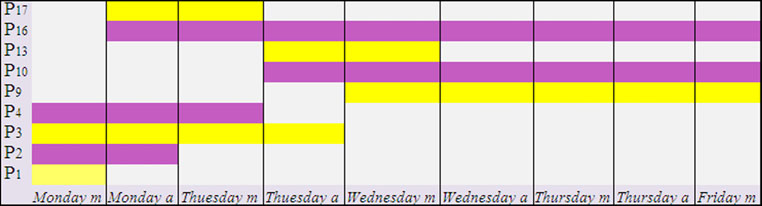 P17
P16
P13
P10
P9
P4
P3
P2
P1
Monday m Monday a Thuesday m Thuesday a Wednesday m Wednesday a Thursday m Thursday a Friday m